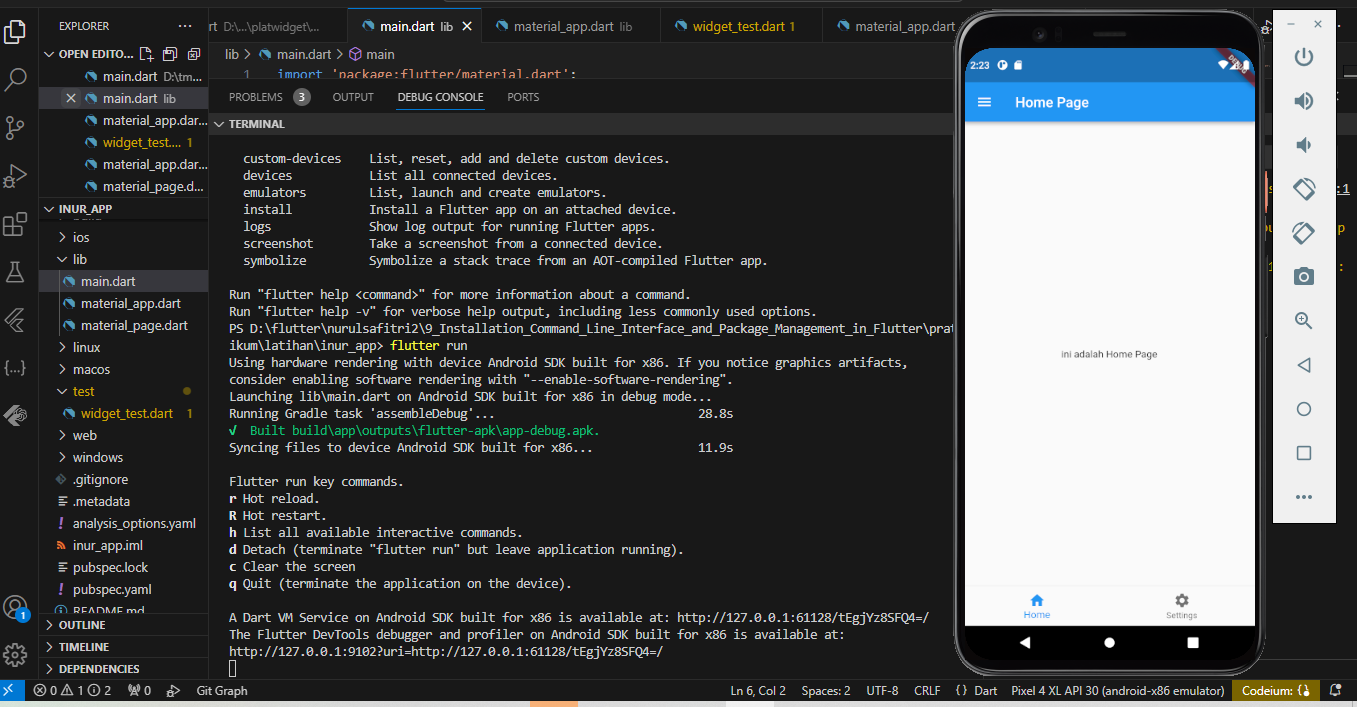 EXPLORER ...
OPEN EDITO...
main.dart D:\tm...
main.dart lib
material_app.dar...
widget_test.... 1
material_app.dar...
material_page.d...
INUR_APP
ios
lib
main.dart
material_app.dart
material_page.dart
linux
macos
test
widget_test.dart 1
web
windows
.gitignore
.metadata
analysis_options.yaml
inur_app.iml
pubspec.lock
pubspec.yaml
README.md
OUTLINE
TIMELINE
DEPENDENCIES
rt D:\...\platwidget\...
main.dart lib
material_app.dart lib
widget_test.dart 1
material_app.dart
lib > main.dart > main
1 import 'package:flutter/material.dart';
PROBLEMS 3 OUTPUT DEBUG CONSOLE PORTS
TERMINAL
custom-devices List, reset, add and delete custom devices.
devices List all connected devices.
emulators List, launch and create emulators.
install Install a Flutter app on an attached device.
logs Show log output for running Flutter apps.
screenshot Take a screenshot from a connected device.
symbolize Symbolize a stack trace from an AOT-compiled Flutter app.
Run "flutter help <command>" for more information about a command.
Run "flutter help -v" for verbose help output, including less commonly used options.
PS D:\flutter\nurulsafitri2\9_Installation_Command_Line_Interface_and_Package_Management_in_Flutter\prat
ikum\latihan\inur_app> flutter run
Using hardware rendering with device Android SDK built for x86. If you notice graphics artifacts,
consider enabling software rendering with "--enable-software-rendering".
Launching lib\main.dart on Android SDK built for x86 in debug mode...
Running Gradle task 'assembleDebug'... 28.8s
√ Built build\app\outputs\flutter-apk\app-debug.apk.
Syncing files to device Android SDK built for x86... 11.9s
Flutter run key commands.
r Hot reload.
R Hot restart.
h List all available interactive commands.
d Detach (terminate "flutter run" but leave application running).
c Clear the screen
q Quit (terminate the application on the device).
A Dart VM Service on Android SDK built for x86 is available at: http://127.0.0.1:61128/tEgjYz8SFQ4=/
The Flutter DevTools debugger and profiler on Android SDK built for x86 is available at:
http://127.0.0.1:9102?uri=http://127.0.0.1:61128/tEgjYz8SFQ4=/
2:23
DEBUG
Home Page
ini adalah Home Page
Home
Settings
1
0 1 2 0 Git Graph
Ln 6, Col 2 Spaces: 2 UTF-8 CRLF {} Dart Pixel 4 XL API 30 (android-x86 emulator) Codeium: {;}